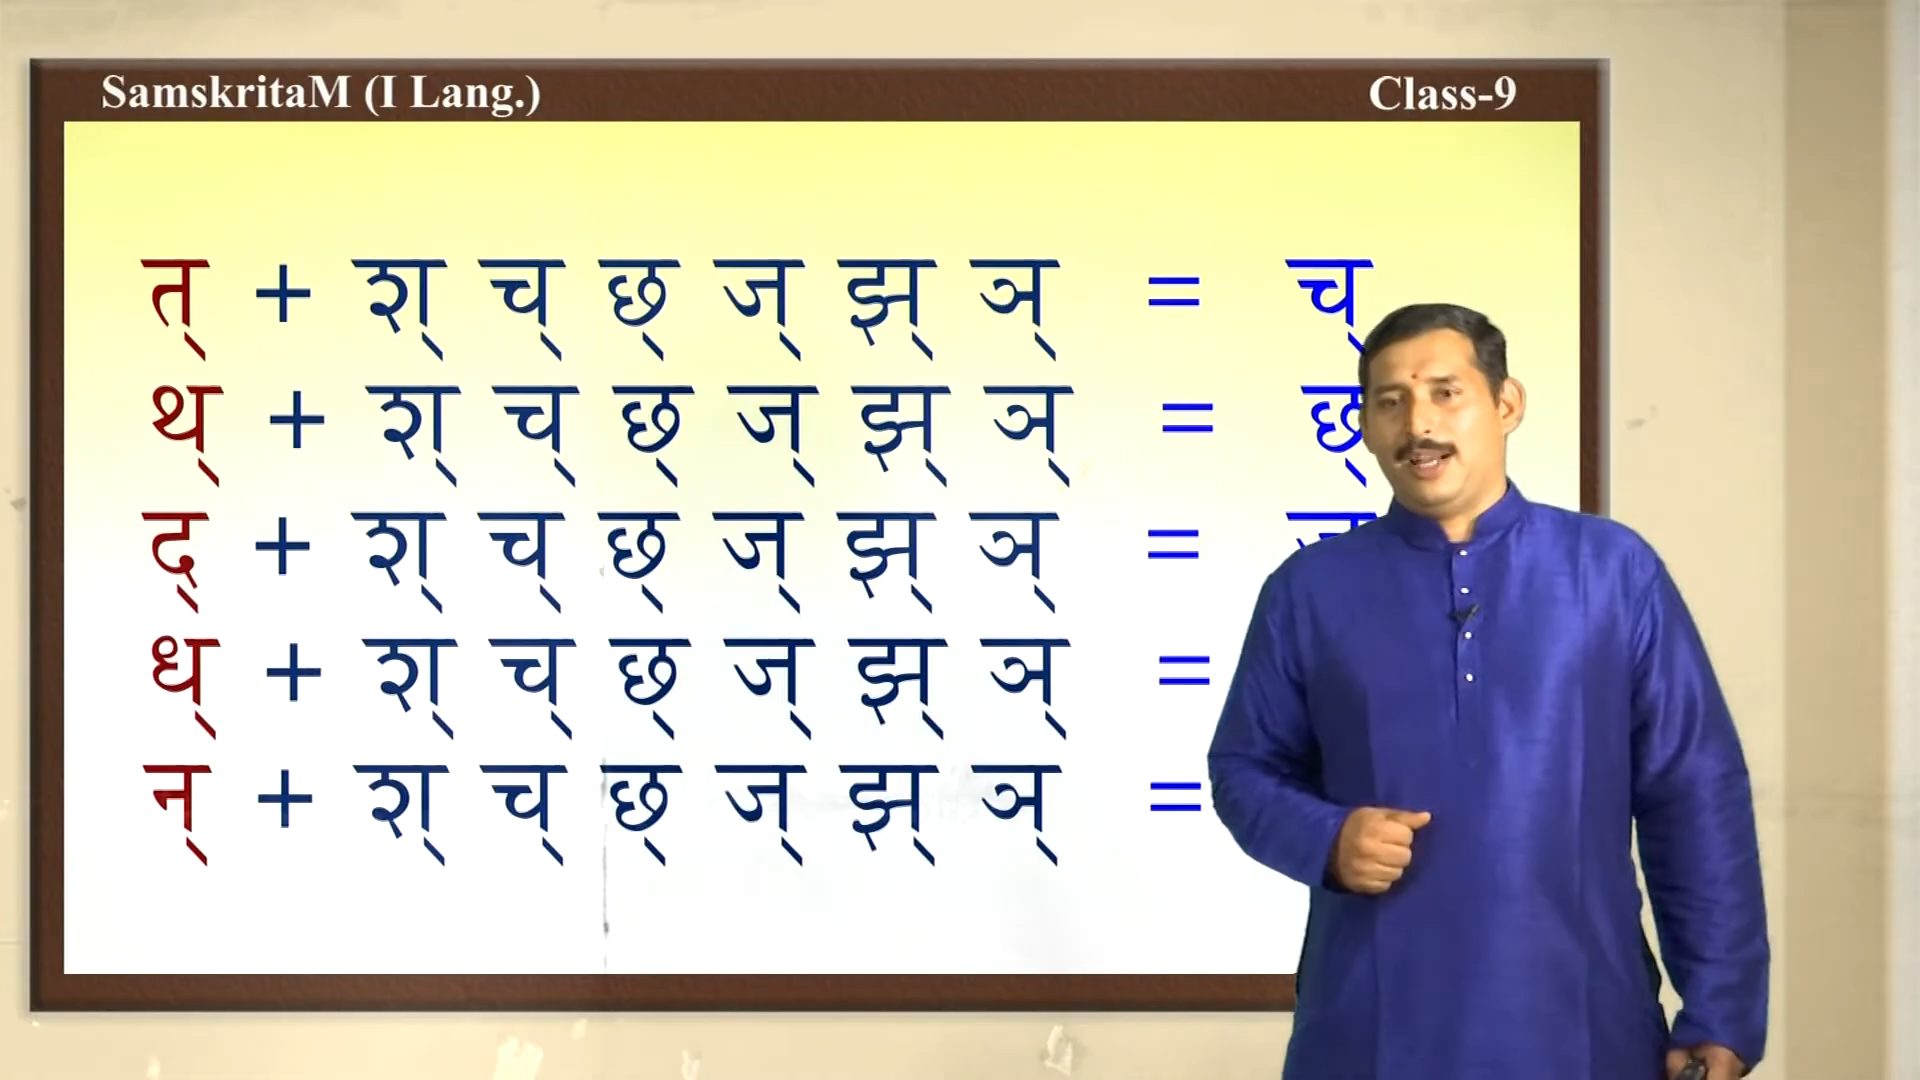 SamskritaM (I Lang.) Class-9
त् + श् च् छ् ज् झ् ञ् = च्
थ् + श् च् छ् ज् झ् ञ् = छ्
द् + श् च् छ् ज् झ् ञ् =
ध् + श् च् छ् ज् झ् ञ् =
न् + श् च् छ् ज् झ् ञ् =